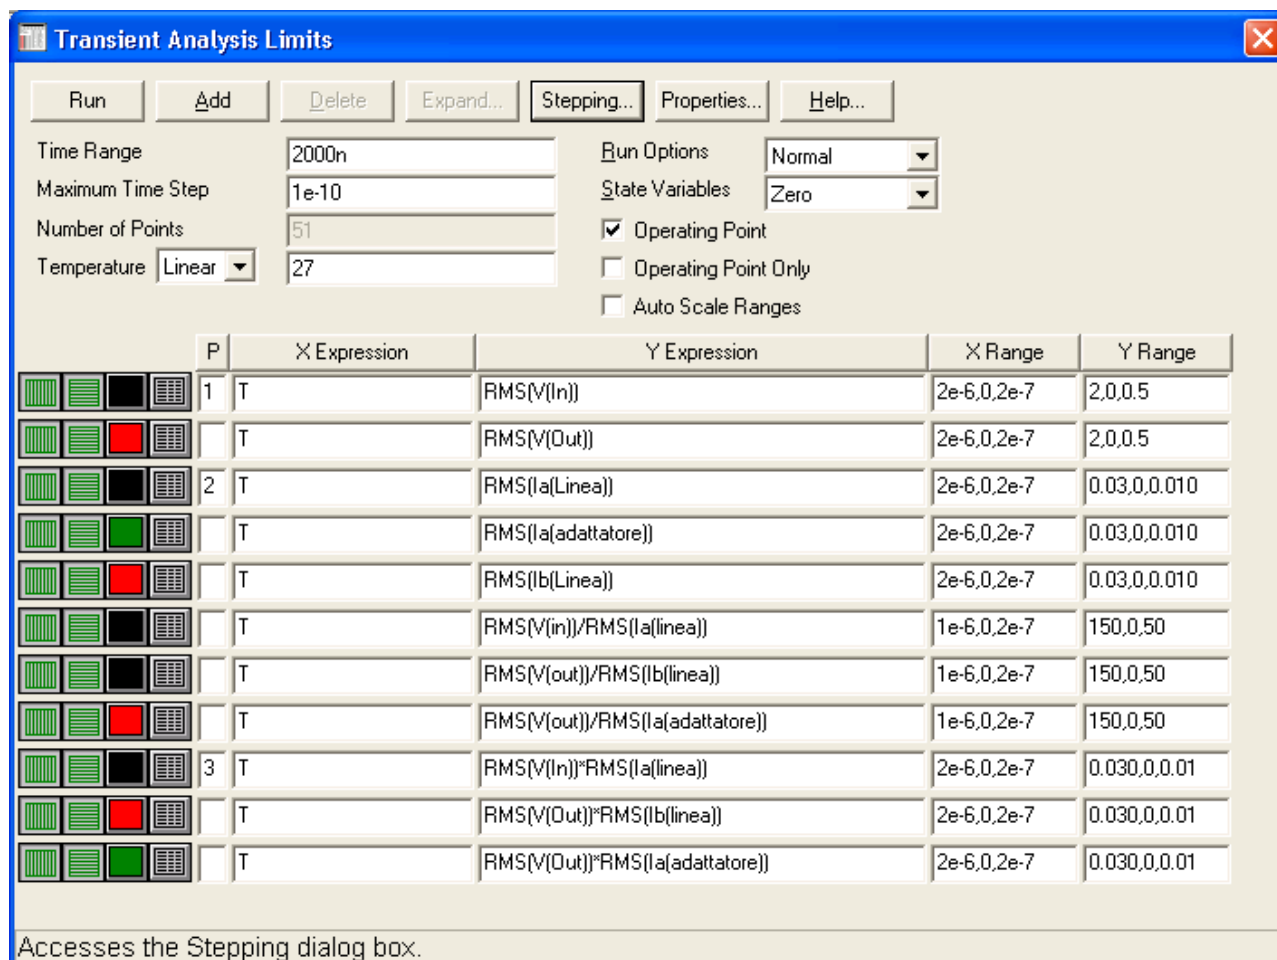 Transient Analysis Limits
Run Add Delete Expand... Stepping... Properties... Help...
Time Range 2000n Run Options Normal
Maximum Time Step 1e-10 State Variables Zero
Number of Points 51 Operating Point
Temperature Linear 27 Operating Point Only
Auto Scale Ranges
P X Expression Y Expression X Range Y Range
1 T RMS(V(In)) 2e-6,0,2e-7 2,0,0.5
T RMS(V(Out)) 2e-6,0,2e-7 2,0,0.5
2 T RMS(Ia(Linea)) 2e-6,0,2e-7 0.03,0,0.010
T RMS(Ia(adattatore)) 2e-6,0,2e-7 0.03,0,0.010
T RMS(Ib(Linea)) 2e-6,0,2e-7 0.03,0,0.010
T RMS(V(in))/RMS(Ia(linea)) 1e-6,0,2e-7 150,0,50
T RMS(V(out))/RMS(Ib(linea)) 1e-6,0,2e-7 150,0,50
T RMS(V(out))/RMS(Ia(adattatore)) 1e-6,0,2e-7 150,0,50
3 T RMS(V(In))*RMS(Ia(linea)) 2e-6,0,2e-7 0.030,0,0.01
T RMS(V(Out))*RMS(Ib(linea)) 2e-6,0,2e-7 0.030,0,0.01
T RMS(V(Out))*RMS(Ia(adattatore)) 2e-6,0,2e-7 0.030,0,0.01
Accesses the Stepping dialog box.